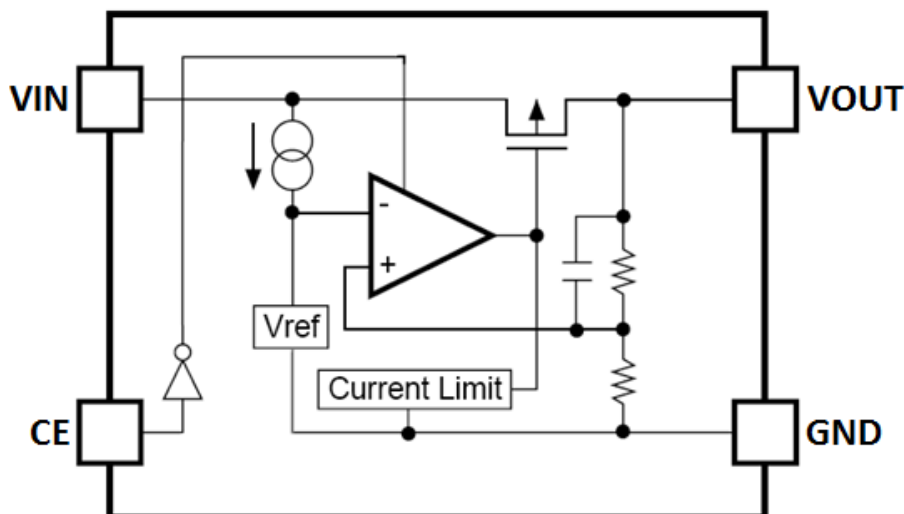 VIN
VOUT
-
+
Vref
Current Limit
CE
GND